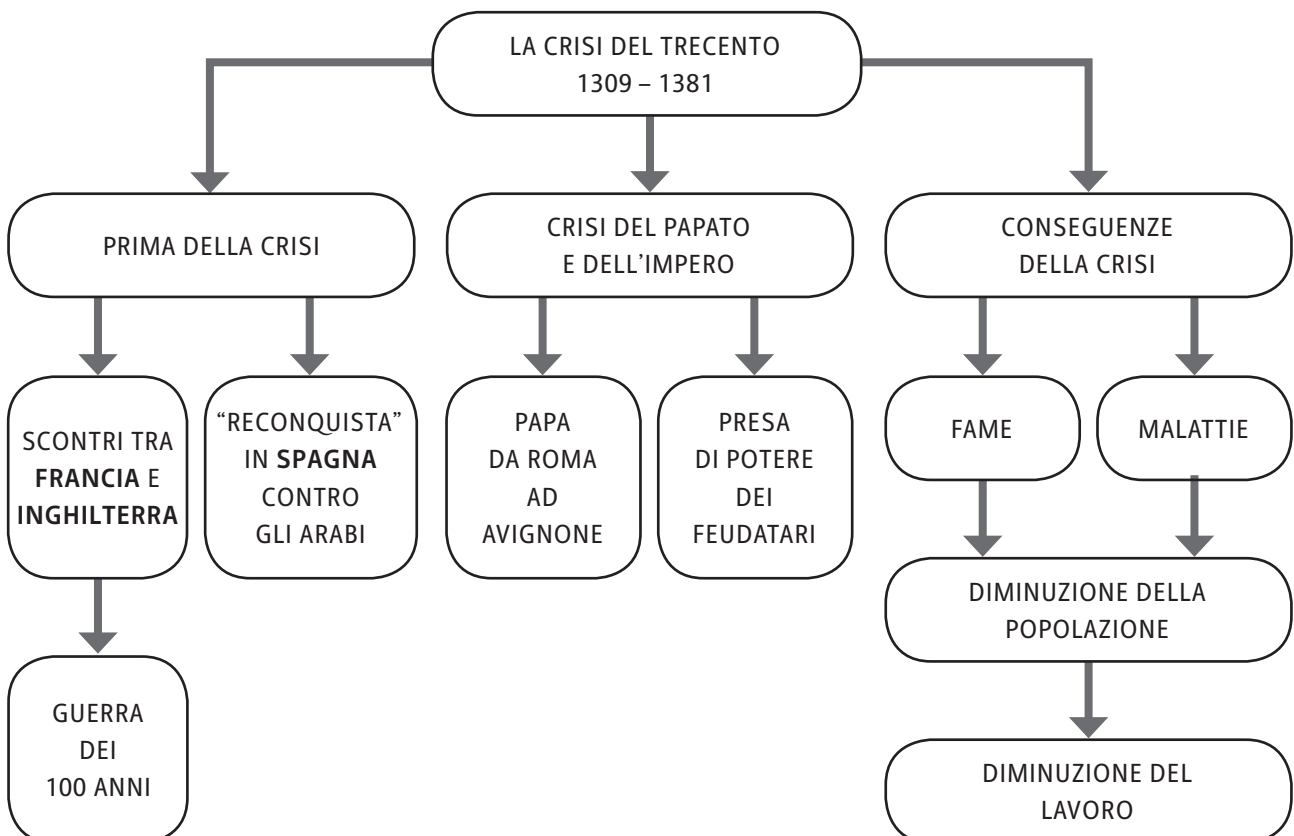 LA CRISI DEL TRECENTO
1309 – 1381
PRIMA DELLA CRISI
CRISI DEL PAPATO
E DELL'IMPERO
CONSEGUENZE
DELLA CRISI
SCONTRI TRA
FRANCIA E
INGHILTERRA
“RECONQUISTA”
IN SPAGNA
CONTRO
GLI ARABI
PAPA
DA ROMA
AD
AVIGNONE
PRESA
DI POTERE
DEI
FEUDATARI
FAME
MALATTIE
DIMINUZIONE DELLA
POPOLAZIONE
GUERRA
DEI
100 ANNI
DIMINUZIONE DEL
LAVORO